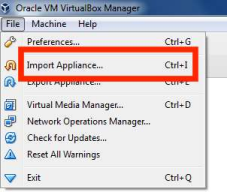 Oracle VM VirtualBox Manager
File Machine Help
Preferences... Ctrl+G
Import Appliance... Ctrl+I
Export Appliance... Ctrl+E
Virtual Media Manager... Ctrl+D
Network Operations Manager...
Check for Updates...
Reset All Warnings
Exit Ctrl+Q